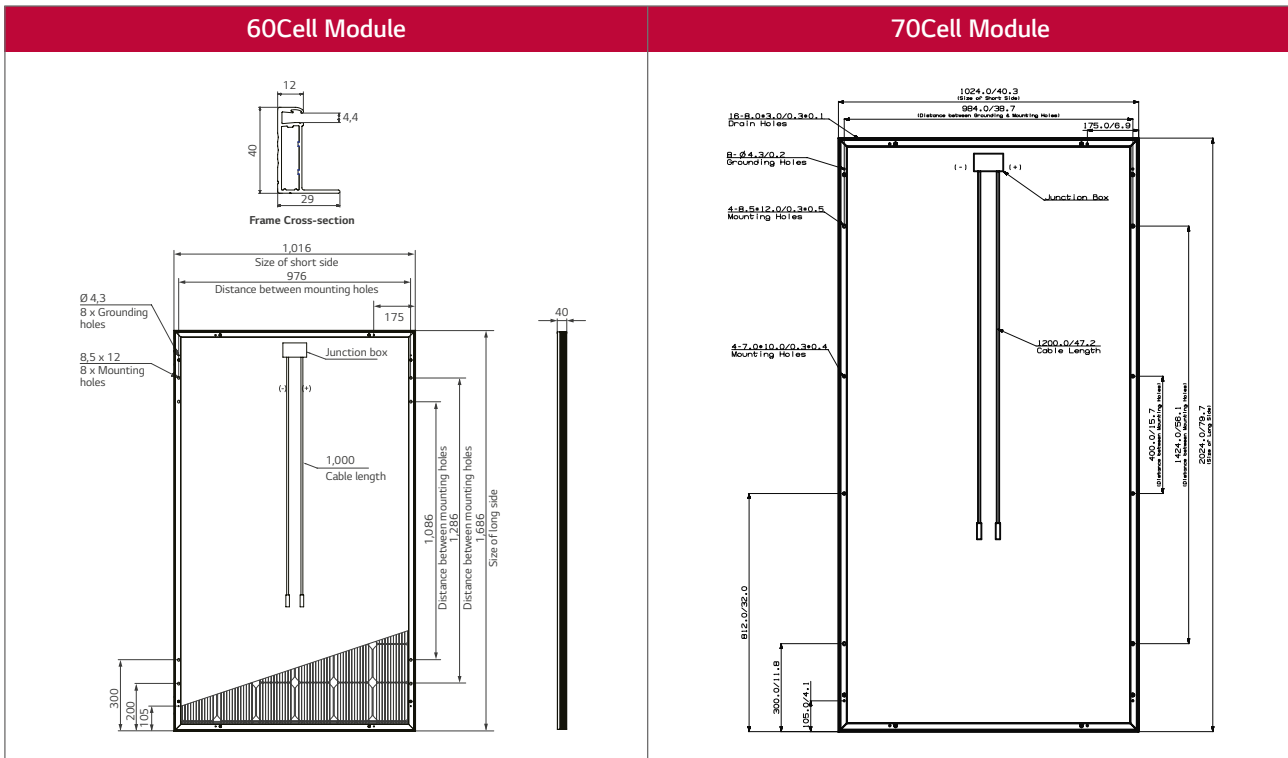 60Cell Module
12
4,4
40
29
Frame Cross-section
1,016
Size of short side
976
Distance between mounting holes
175
Ø 4,3
8 x Grounding
holes
8,5 x 12
8 x Mounting
holes
Junction box
(-)
(+)
1,000
Cable length
1,086
Distance between mounting holes
1,286
Distance between mounting holes
1,686
Size of long side
300
200
105
40
70Cell Module
1024.0/40.3
(Size of Short Side)
984.0/38.7
(Distance between Grounding & Mounting Holes)
175.0/6.9
16-8.0*3.0/0.3*0.1
Drain Holes
8-Ø4.3/0.2
Grounding Holes
4-8.5*12.0/0.3*0.5
Mounting Holes
4-7.0*10.0/0.3*0.4
Mounting Holes
(-)
(+)
Junction Box
1200.0/47.2
Cable Length
400.0/15.7
(Distance between Mounting Holes)
1424.0/56.1
(Distance between Mounting Holes)
2024.0/79.7
(Size of Long Side)
812.0/32.0
300.0/11.8
105.0/4.1